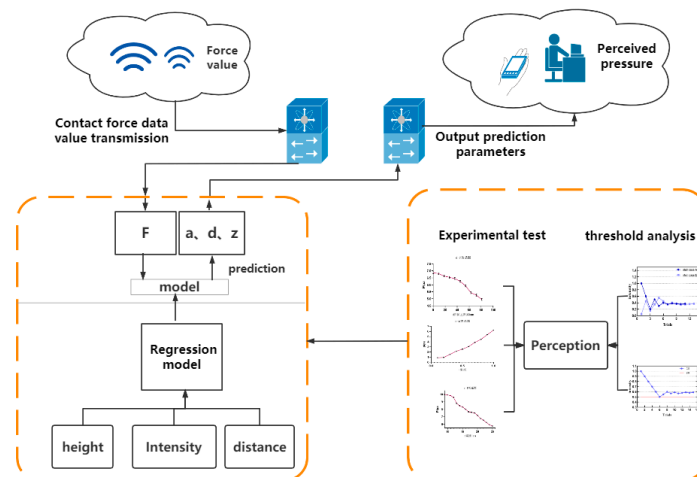 Force
value
Perceived
pressure
Contact force data
value transmission
Output prediction
parameters
F
a、d、z
prediction
model
Regression
model
height
Intensity
distance
Experimental test
threshold analysis
Perception